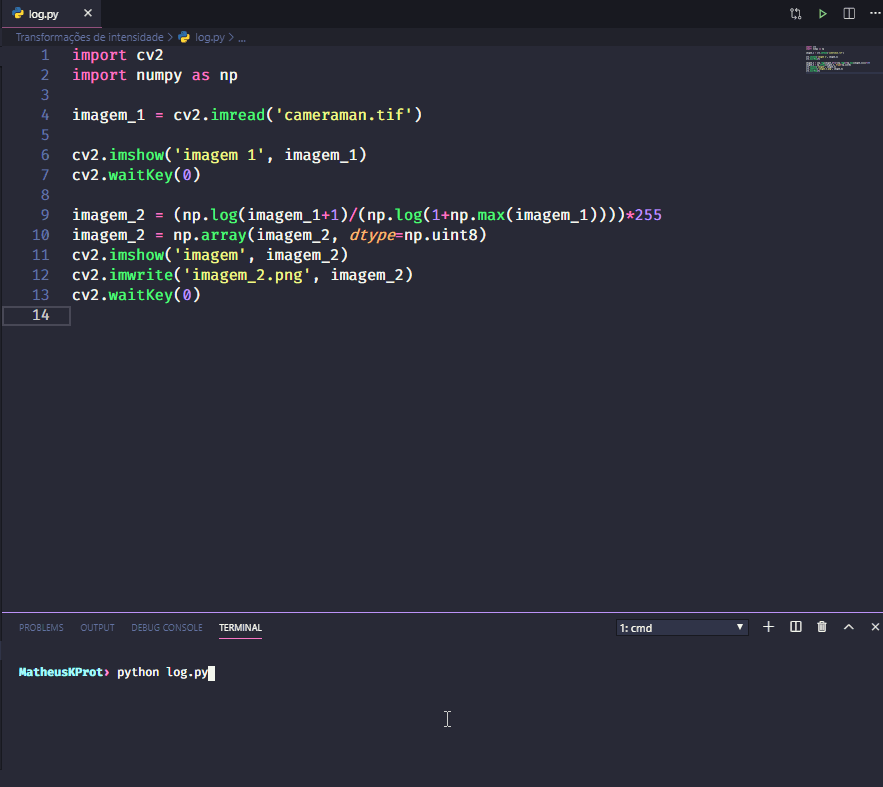 log.py
Transformações de intensidade > log.py > ...
1 import cv2
2 import numpy as np
3
4 imagem_1 = cv2.imread('cameraman.tif')
5
6 cv2.imshow('imagem 1', imagem_1)
7 cv2.waitKey(0)
8
9 imagem_2 = (np.log(imagem_1+1)/(np.log(1+np.max(imagem_1))))*255
10 imagem_2 = np.array(imagem_2, dtype=np.uint8)
11 cv2.imshow('imagem', imagem_2)
12 cv2.imwrite('imagem_2.png', imagem_2)
13 cv2.waitKey(0)
14
PROBLEMS OUTPUT DEBUG CONSOLE TERMINAL 1: cmd
MatheusKProt> python log.py